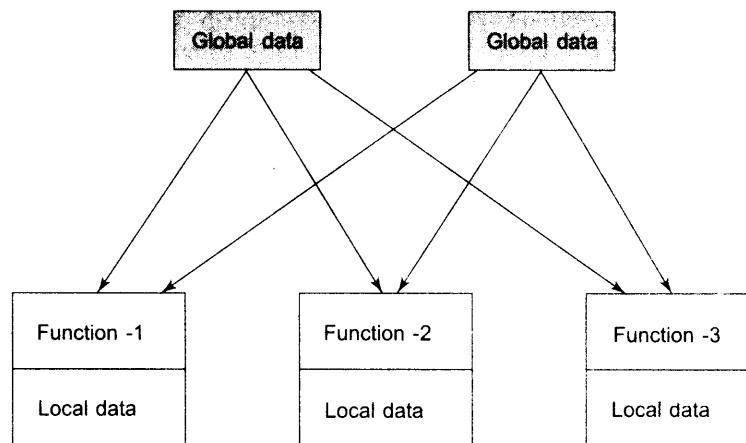 Global data
Global data
Function -1
Function -2
Function -3
Local data
Local data
Local data